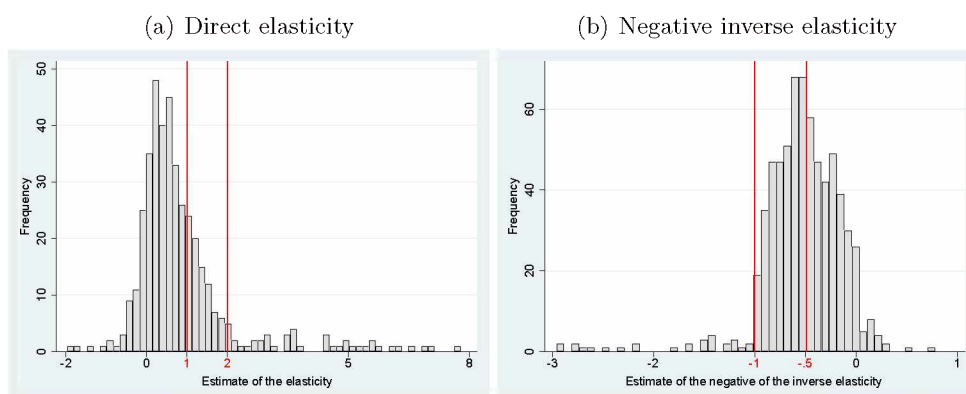 (a) Direct elasticity
50
40
30
20
10
0
Frequency
-2 0 1 2 5 8
Estimate of the elasticity
(b) Negative inverse elasticity
60
40
20
0
Frequency
-3 -2 -1 -.5 0 1
Estimate of the negative of the inverse elasticity